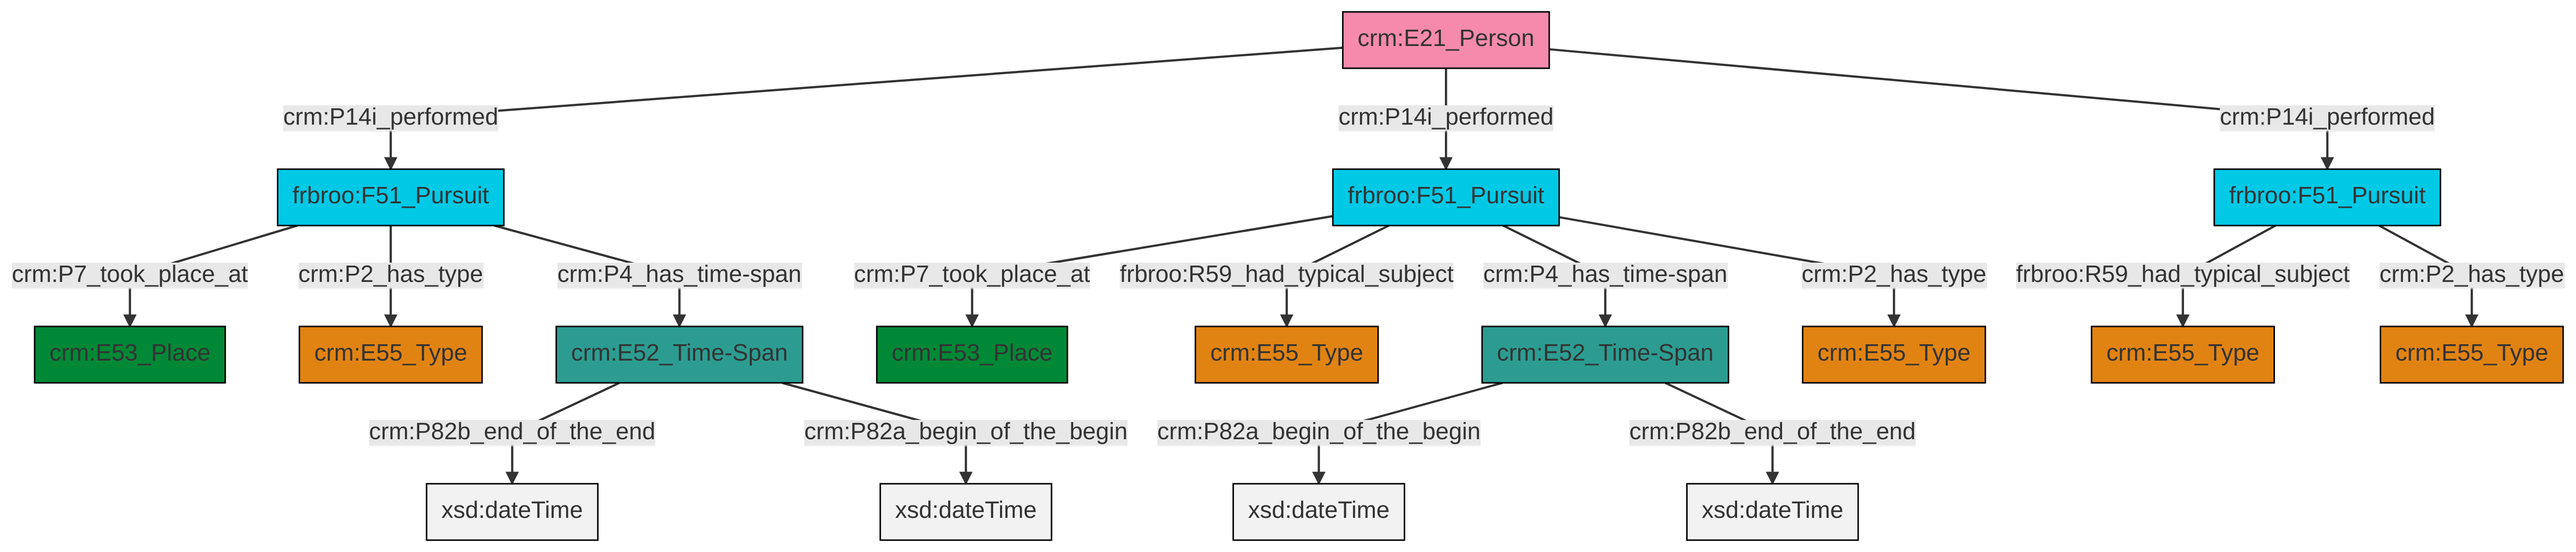 crm:E21_Person
crm:P14i_performed
crm:P14i_performed
crm:P14i_performed
frbroo:F51_Pursuit
frbroo:F51_Pursuit
frbroo:F51_Pursuit
crm:P7_took_place_at
crm:P2_has_type
crm:P4_has_time-span
crm:P7_took_place_at
frbroo:R59_had_typical_subject
crm:P4_has_time-span
crm:P2_has_type
frbroo:R59_had_typical_subject
crm:P2_has_type
crm:E53_Place
crm:E55_Type
crm:E52_Time-Span
crm:E53_Place
crm:E55_Type
crm:E52_Time-Span
crm:E55_Type
crm:E55_Type
crm:E55_Type
crm:P82b_end_of_the_end
crm:P82a_begin_of_the_begin
crm:P82a_begin_of_the_begin
crm:P82b_end_of_the_end
xsd:dateTime
xsd:dateTime
xsd:dateTime
xsd:dateTime